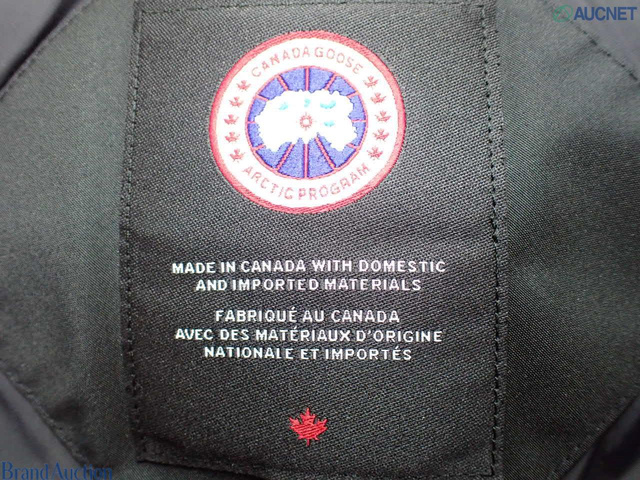 AUCNET
CANADA GOOSE
ARCTIC PROGRAM
MADE IN CANADA WITH DOMESTIC
AND IMPORTED MATERIALS
FABRIQUÉ AU CANADA
AVEC DES MATÉRIAUX D'ORIGINE
NATIONALE ET IMPORTÉS
Brand Auction